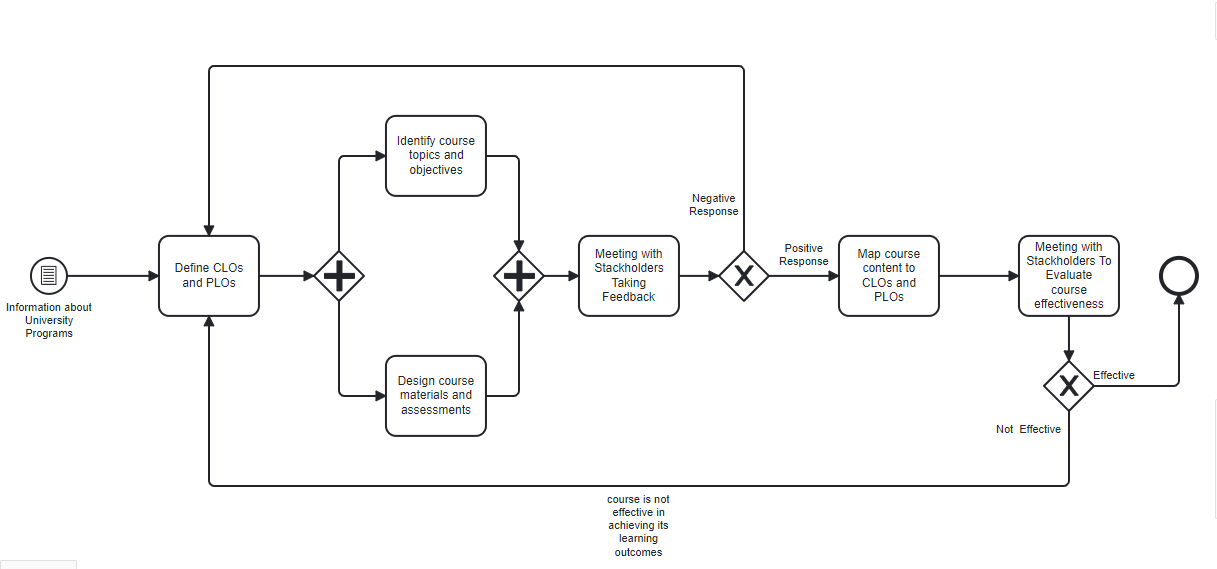 Identify course
topics and
objectives
Negative
Response
Information about
University
Programs
Define CLOs
and PLOs
Meeting with
Stackholders
Taking
Feedback
Positive
Response
Map course
content to
CLOs and
PLOs
Meeting with
Stackholders To
Evaluate
course
effectiveness
Design course
materials and
assessments
Effective
Not Effective
course is not
effective in
achieving its
learning
outcomes